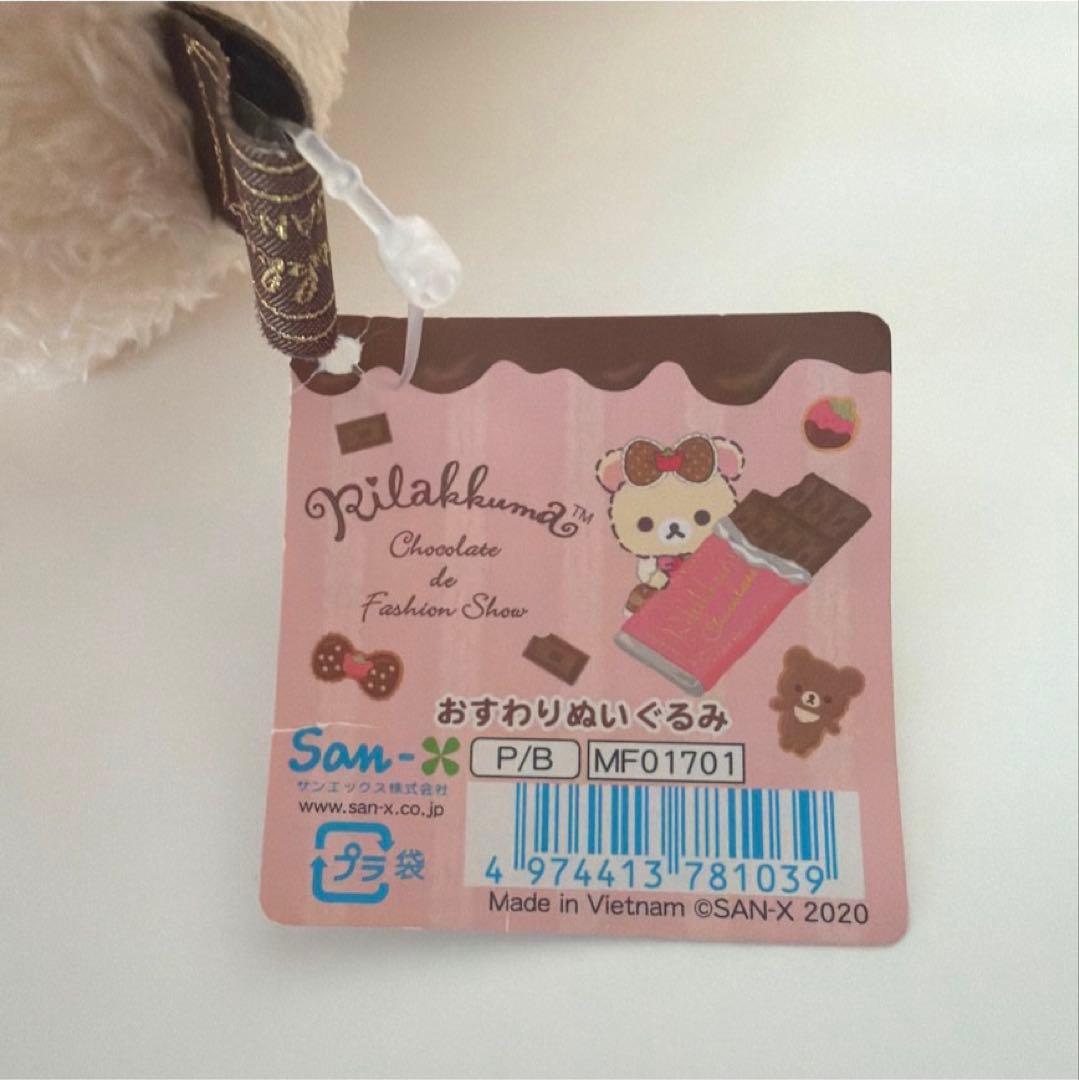 Rilakkuma™
Chocolate
de
Fashion Show
おすわりぬいぐるみ
San-X
P/B
MF01701
サンエックス株式会社
www.san-x.co.jp
プラ
袋
4 974413 781039
Made in Vietnam ©SAN-X 2020